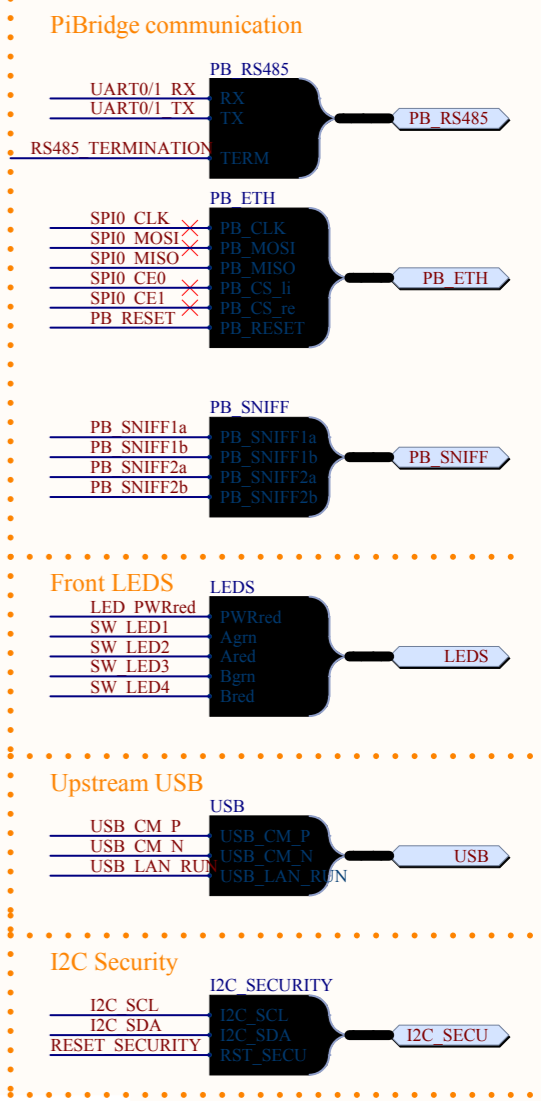 PiBridge communication
PB_RS485
UART0/1_RX RX
UART0/1_TX TX PB_RS485
RS485_TERMINATION TERM
PB_ETH
SPI0_CLK PB_CLK
SPI0_MOSI PB_MOSI
SPI0_MISO PB_MISO
SPI0_CE0 PB_CS_li PB_ETH
SPI0_CE1 PB_CS_re
PB_RESET PB_RESET
PB_SNIFF
PB_SNIFF1a PB_SNIFF1a
PB_SNIFF1b PB_SNIFF1b PB_SNIFF
PB_SNIFF2a PB_SNIFF2a
PB_SNIFF2b PB_SNIFF2b
Front LEDS
LEDS
LED_PWRred PWRred
SW_LED1 Agrn
SW_LED2 Ared LEDS
SW_LED3 Bgrn
SW_LED4 Bred
Upstream USB
USB
USB_CM_P USB_CM_P
USB_CM_N USB_CM_N USB
USB_LAN_RUN USB_LAN_RUN
I2C Security
I2C_SECURITY
I2C_SCL I2C_SCL
I2C_SDA I2C_SDA I2C_SECU
RESET_SECURITY RST_SECU